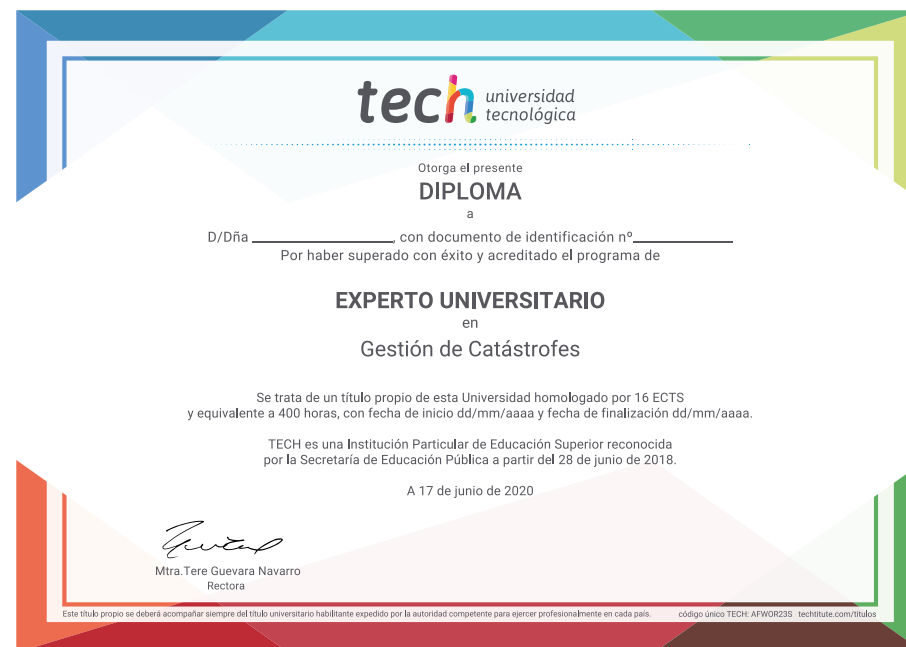 tech universidad
tecnológica
Otorga el presente
DIPLOMA
a
D/Dña ____________________, con documento de identificación nº______________
Por haber superado con éxito y acreditado el programa de
EXPERTO UNIVERSITARIO
en
Gestión de Catástrofes
Se trata de un título propio de esta Universidad homologado por 16 ECTS
y equivalente a 400 horas, con fecha de inicio dd/mm/aaaa y fecha de finalización dd/mm/aaaa.
TECH es una Institución Particular de Educación Superior reconocida
por la Secretaría de Educación Pública a partir del 28 de junio de 2018.
A 17 de junio de 2020
Mtra.Tere Guevara Navarro
Rectora
Este título propio se deberá acompañar siempre del título universitario habilitante expedido por la autoridad competente para ejercer profesionalmente en cada país. código único TECH: AFWOR23S techtitute.com/titulos